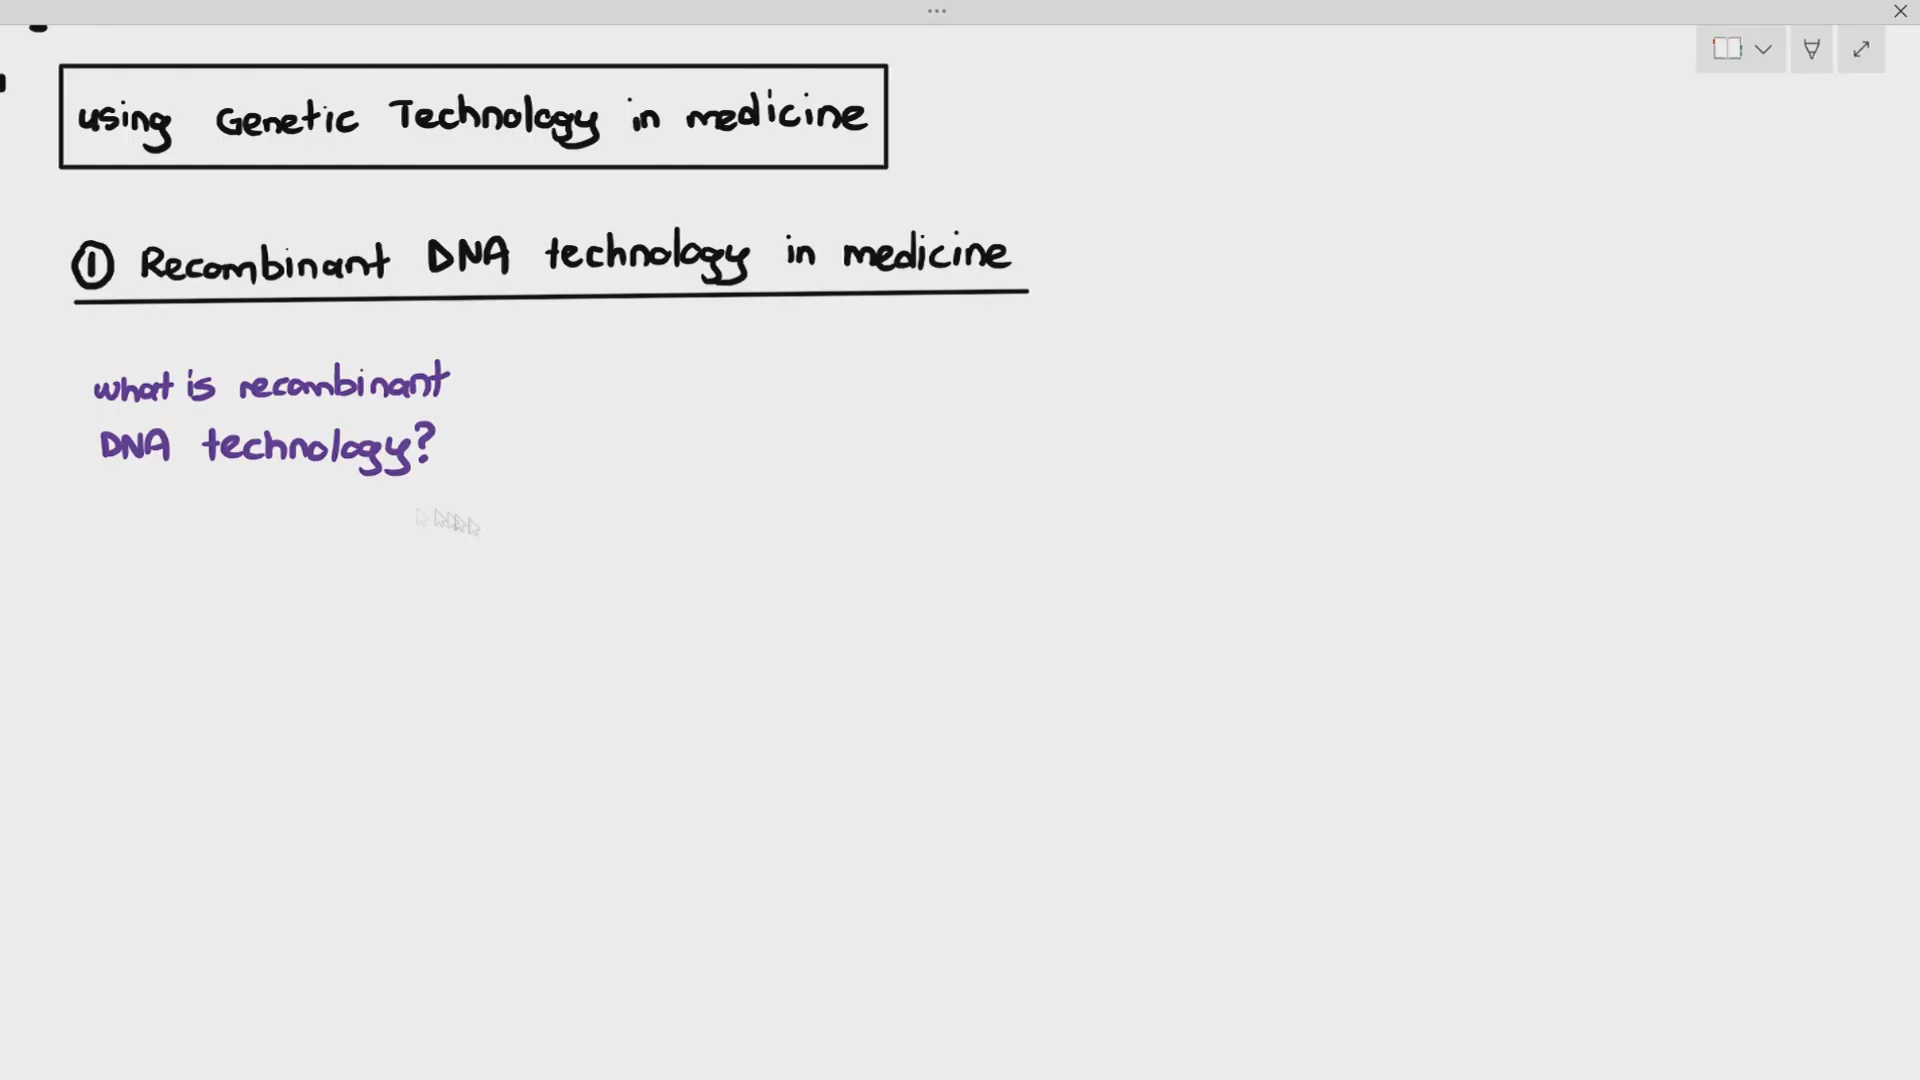 using Genetic Technology in medicine
① Recombinant DNA technology in medicine
what is recombinant
DNA technology?